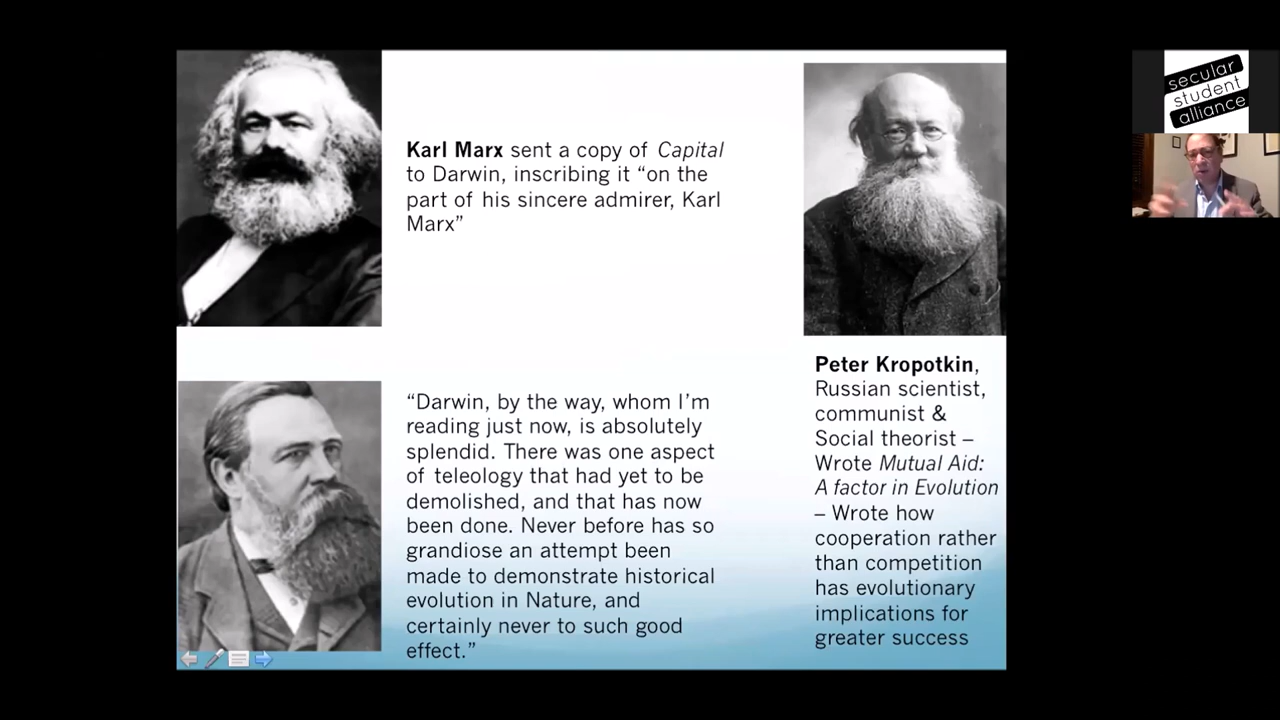 Karl Marx sent a copy of Capital
to Darwin, inscribing it “on the
part of his sincere admirer, Karl
Marx”
“Darwin, by the way, whom I’m
reading just now, is absolutely
splendid. There was one aspect
of teleology that had yet to be
demolished, and that has now
been done. Never before has so
grandiose an attempt been
made to demonstrate historical
evolution in Nature, and
certainly never to such good
effect.”
Peter Kropotkin,
Russian scientist,
communist &
Social theorist –
Wrote Mutual Aid:
A factor in Evolution
– Wrote how
cooperation rather
than competition
has evolutionary
implications for
greater success
secular
student
alliance